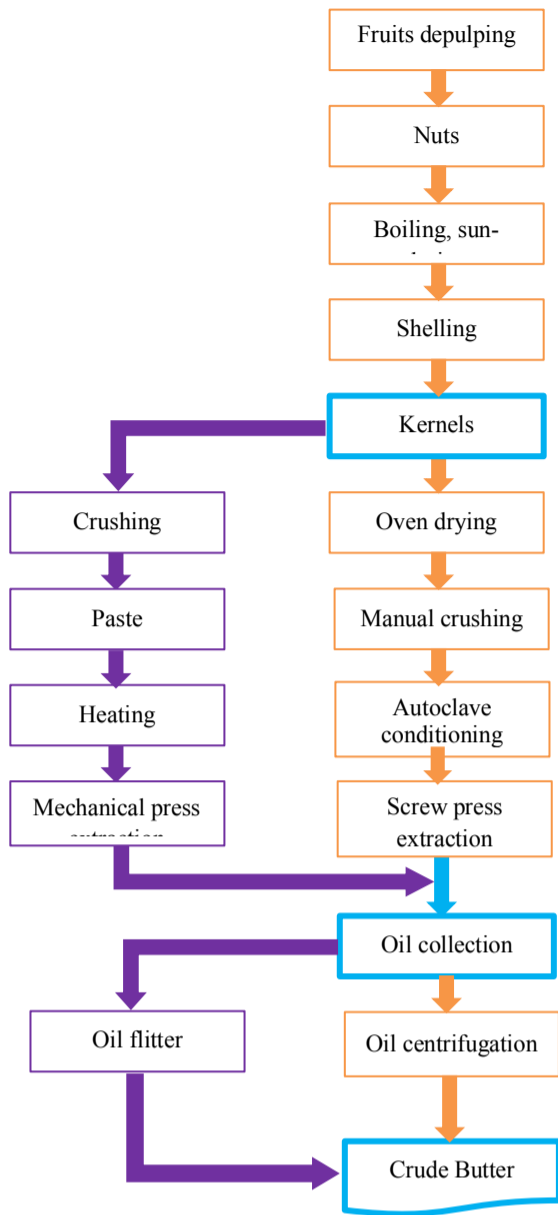 Fruits depulping
Nuts
Boiling, sun-
Shelling
Kernels
Crushing
Oven drying
Paste
Manual crushing
Heating
Autoclave
conditioning
Mechanical press
extraction
Screw press
extraction
Oil collection
Oil flitter
Oil centrifugation
Crude Butter